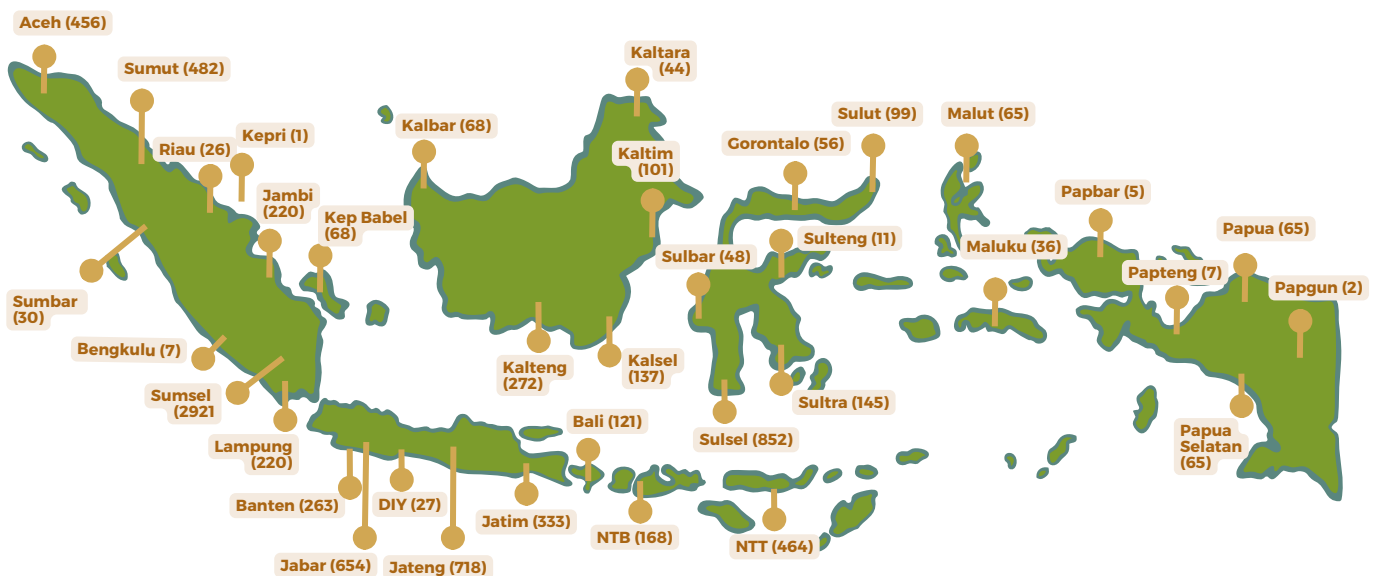 Aceh (456)
Sumut (482)
Kaltara
(44)
Kepri (1)
Riau (26)
Kalbar (68)
Kaltim
(101)
Gorontalo (56)
Sulut (99)
Malut (65)
Jambi
(220)
Kep Babel
(68)
Sulbar (48)
Sulteng (11)
Maluku (36)
Papbar (5)
Papua (65)
Papteng (7)
Papgun (2)
Sumbar
(30)
Bengkulu (7)
Sumsel
(2921
Lampung
(220)
Kalteng
(272)
Kalsel
(137)
Sultra (145)
Sulsel (852)
Bali (121)
Papua
Selatan
(65)
Banten (263)
DIY (27)
Jatim (333)
NTB (168)
NTT (464)
Jabar (654)
Jateng (718)